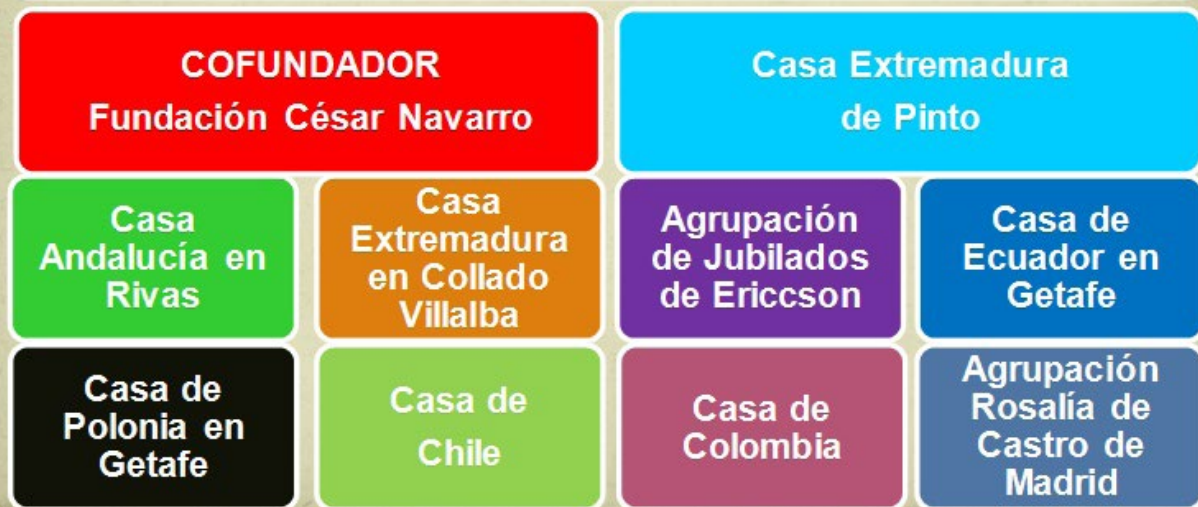 COFUNDADOR
Fundación César Navarro
Casa Extremadura
de Pinto
Casa
Andalucía en
Rivas
Casa
Extremadura
en Collado
Villalba
Agrupación
de Jubilados
de Ericcson
Casa de
Ecuador en
Getafe
Casa de
Polonia en
Getafe
Casa de
Chile
Casa de
Colombia
Agrupación
Rosalía de
Castro de
Madrid